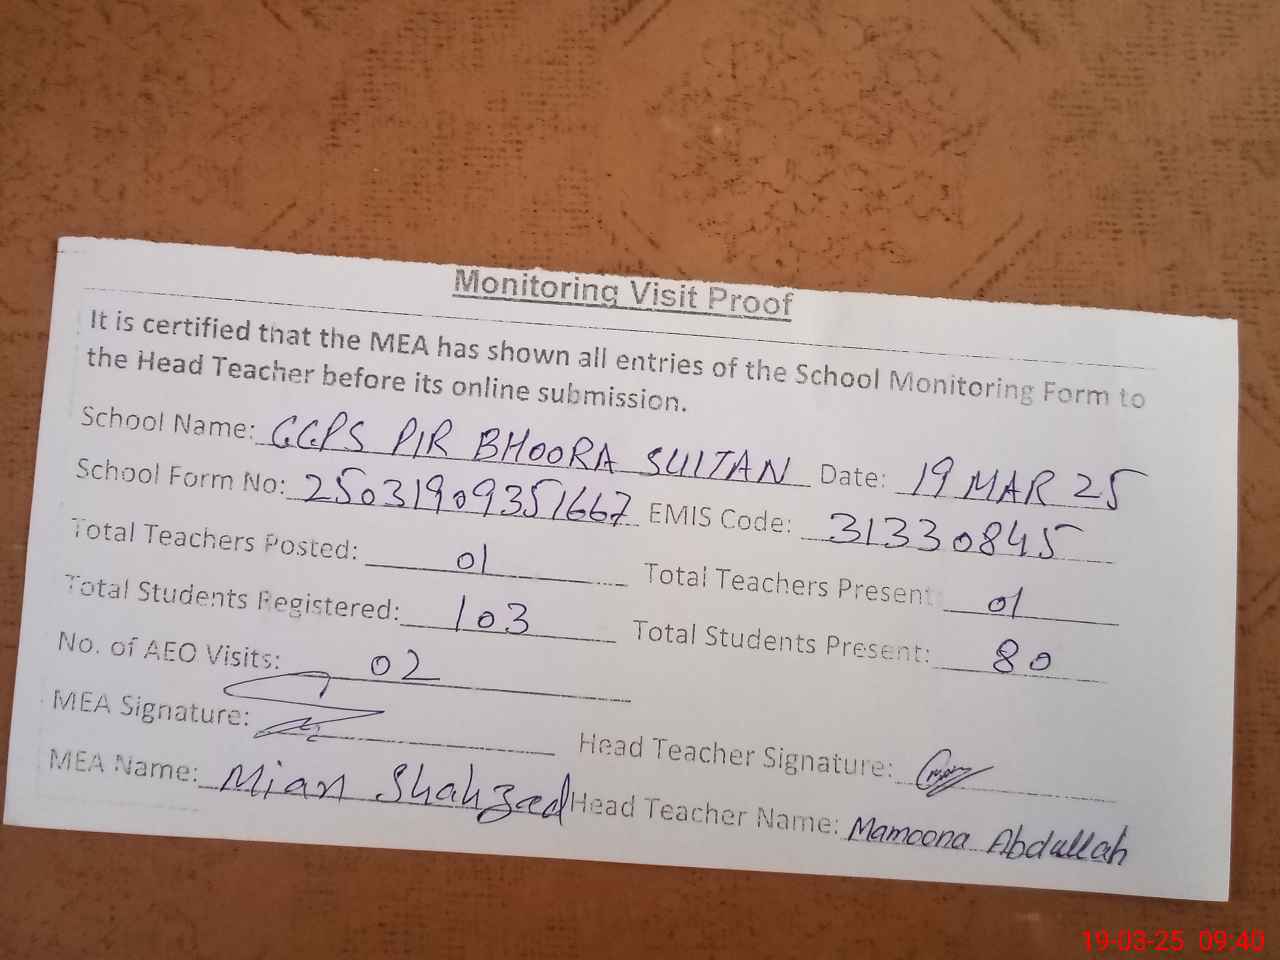 Monitoring Visit Proof
It is certified that the MEA has shown all entries of the School Monitoring Form to
the Head Teacher before its online submission.
School Name: GGPS PIR BHOORA SULTAN Date: 19 MAR 25
School Form No: 25031909351667 EMIS Code: 31330845
Total Teachers Posted: 01 Total Teachers Present: 01
Total Students Registered: 103 Total Students Present: 80
No. of AEO Visits: 02
MEA Signature: Head Teacher Signature:
MEA Name: Mian Shahzad Head Teacher Name: Mamoona Abdullah
19-03-25 09:40